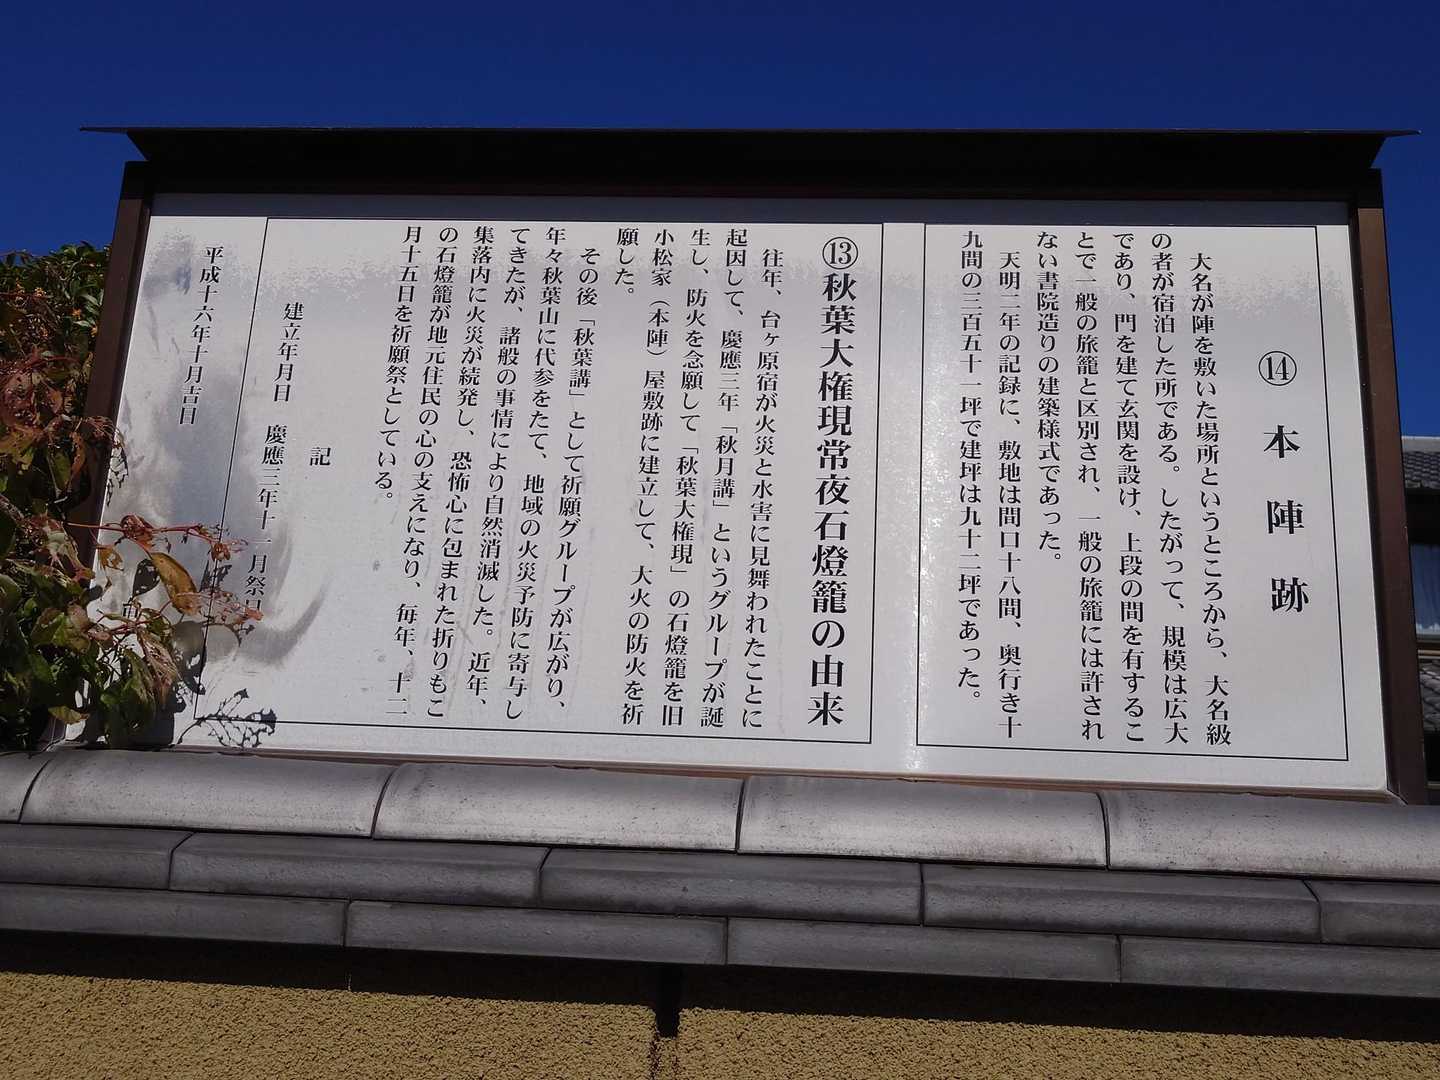 ⑭ 本陣跡
大名が陣を敷いた場所というところから、大名級
の者が宿泊した所である。したがって、規模は広大
であり、門を建て玄関を設け、上段の間を有するこ
とで一般の旅籠と区別され、一般の旅籠には許され
ない書院造りの建築様式であった。
天明二年の記録に、敷地は間口十八間、奥行き十
九間の三百五十一坪で建坪は九十二坪であった。
⑬秋葉大権現常夜石燈籠の由来
往年、台ヶ原宿が火災と水害に見舞われたことに
起因して、慶應三年「秋月講」というグループが誕
生し、防火を念願して「秋葉大権現」の石燈籠を旧
小松家（本陣）屋敷跡に建立して、大火の防火を祈
願した。
その後「秋葉講」として祈願グループが広がり、
年々秋葉山に代参をたて、地域の火災予防に寄与し
てきたが、諸般の事情により自然消滅した。近年、
集落内に火災が続発し、恐怖心に包まれた折りもこ
の石燈籠が地元住民の心の支えになり、毎年、十二
月十五日を祈願祭としている。
記
建立年月日 慶應三年十一月祭日
平成十六年十月吉日